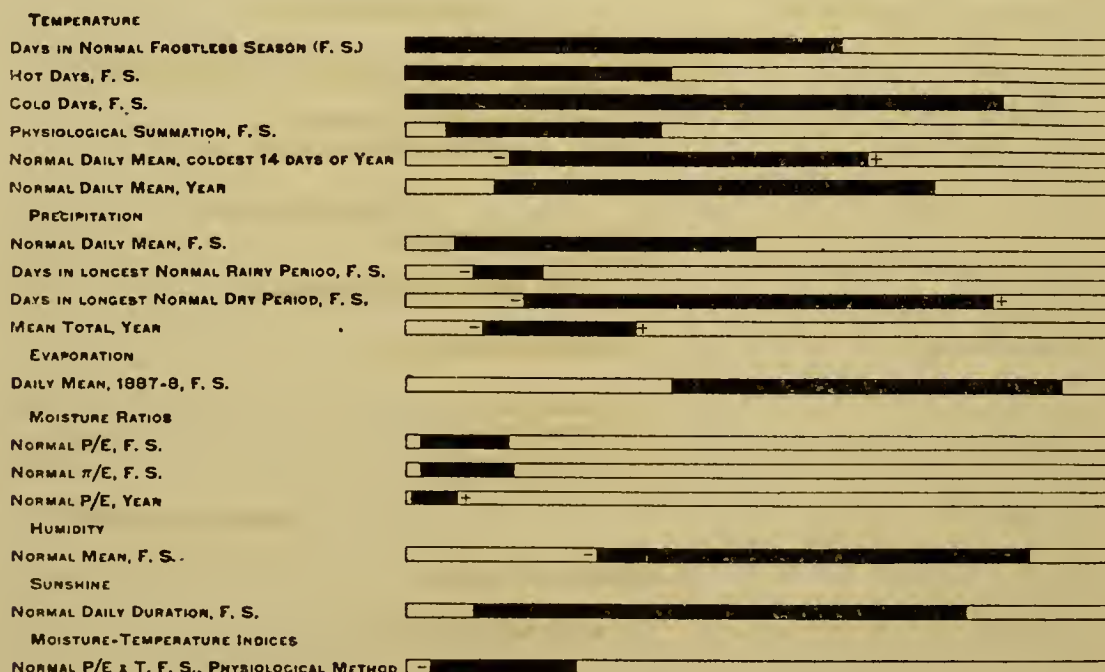 TEMPERATURE
DAYS IN NORMAL FROSTLESS SEASON (F. S.)
HOT DAYS, F. S.
COLD DAYS, F. S.
PHYSIOLOGICAL SUMMATION, F. S.
NORMAL DAILY MEAN, COLDEST 14 DAYS OF YEAR - +
NORMAL DAILY MEAN, YEAR
PRECIPITATION
NORMAL DAILY MEAN, F. S.
DAYS IN LONGEST NORMAL RAINY PERIOD, F. S. -
DAYS IN LONGEST NORMAL DRY PERIOD, F. S. - +
MEAN TOTAL, YEAR - +
EVAPORATION
DAILY MEAN, 1887-8, F. S.
MOISTURE RATIOS
NORMAL P/E, F. S.
NORMAL π/E, F. S.
NORMAL P/E, YEAR +
HUMIDITY
NORMAL MEAN, F. S. -
SUNSHINE
NORMAL DAILY DURATION, F. S.
MOISTURE-TEMPERATURE INDICES
NORMAL P/E x T, F. S., PHYSIOLOGICAL METHOD -